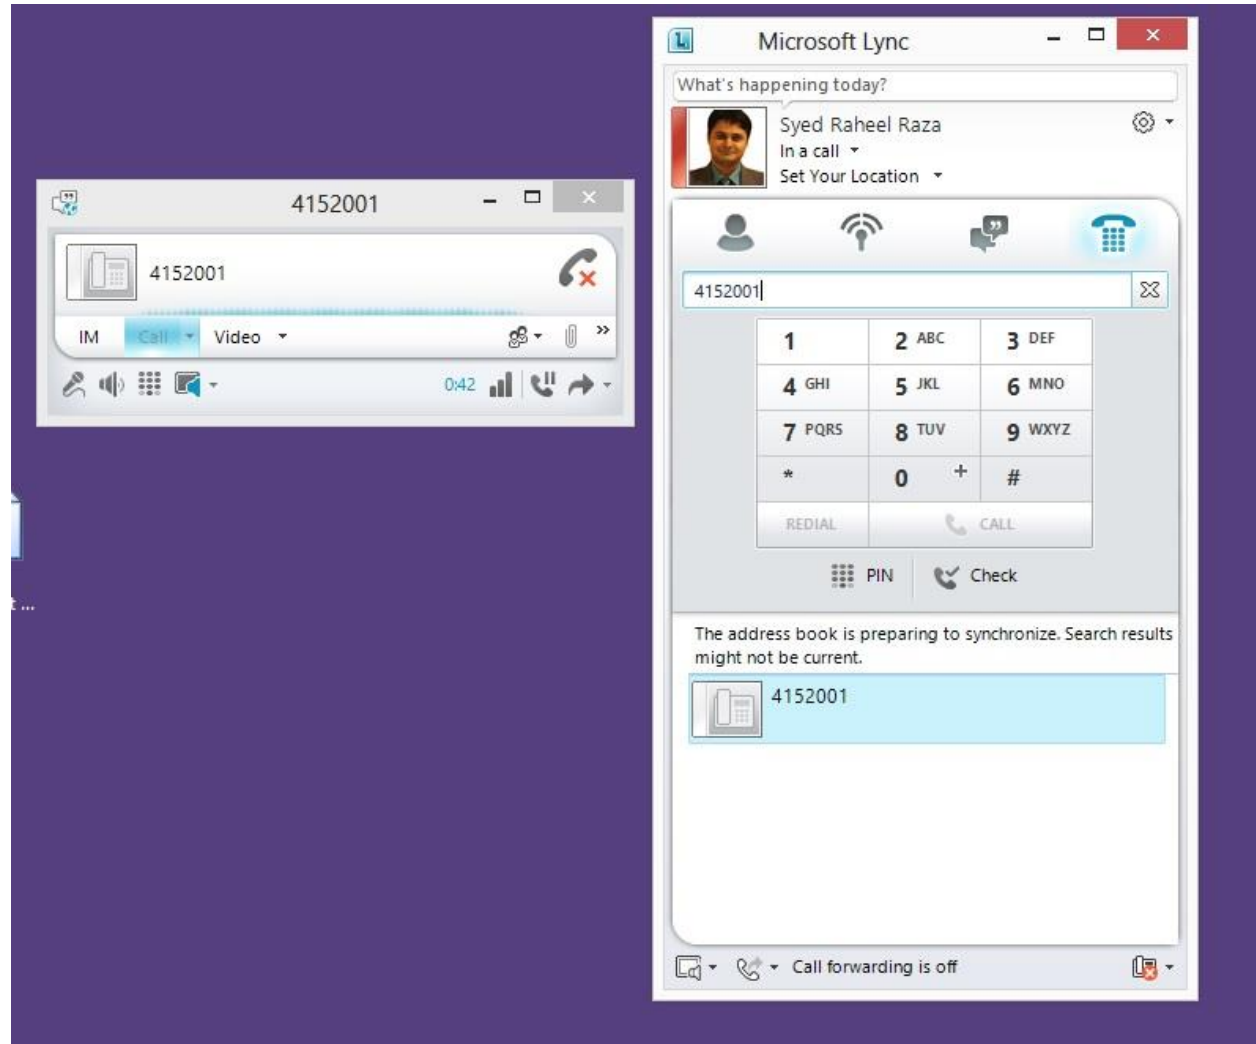 4152001
4152001
IM Call Video
0:42
t ...
Microsoft Lync
What's happening today?
Syed Raheel Raza
In a call
Set Your Location
4152001
1 2 ABC 3 DEF
4 GHI 5 JKL 6 MNO
7 PQRS 8 TUV 9 WXYZ
* 0 + #
REDIAL CALL
PIN Check
The address book is preparing to synchronize. Search results
might not be current.
4152001
Call forwarding is off